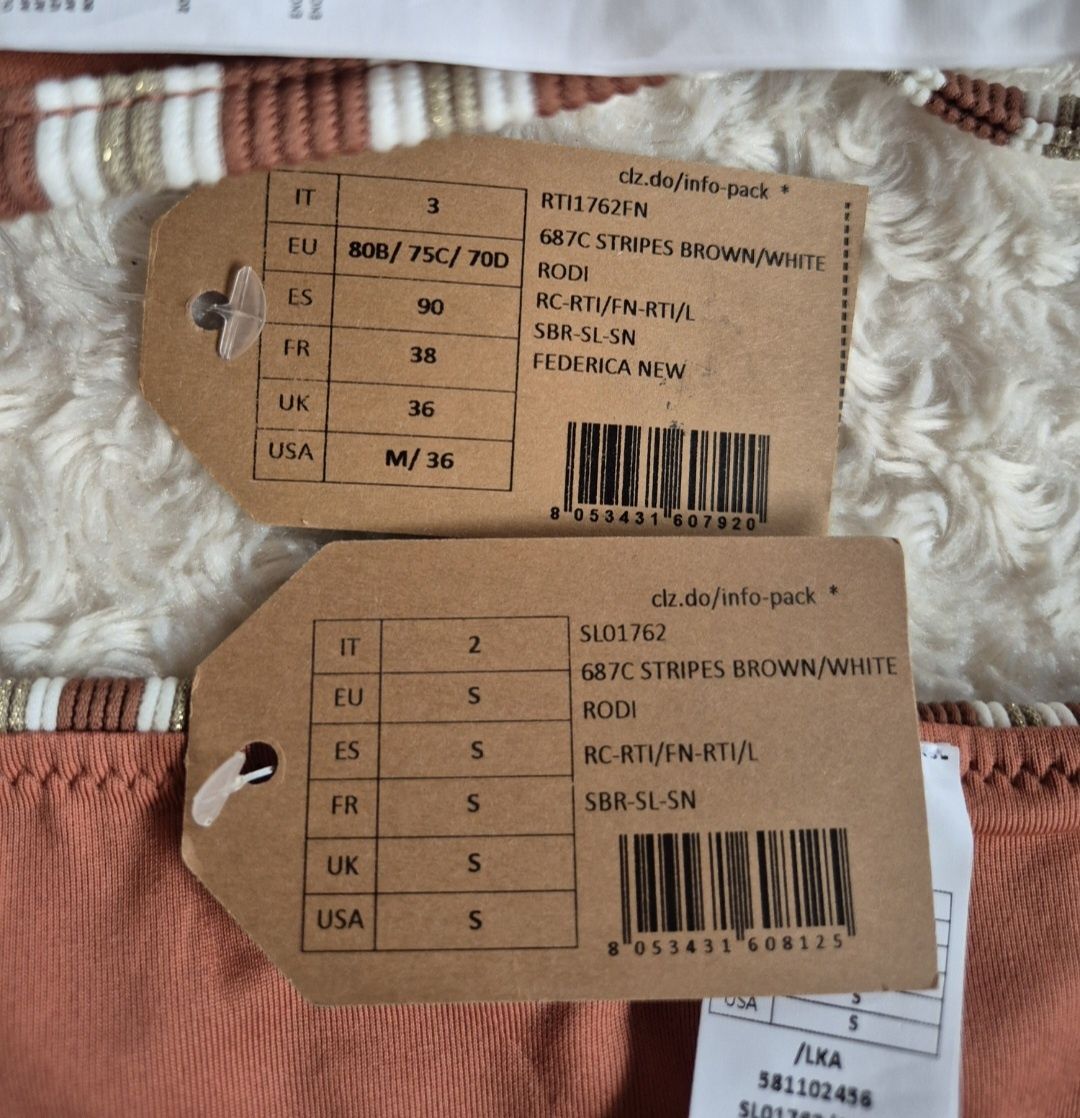 clz.do/info-pack *
IT 3
EU 80B/ 75C/ 70D
ES 90
FR 38
UK 36
USA M/ 36
RTI1762FN
687C STRIPES BROWN/WHITE
RODI
RC-RTI/FN-RTI/L
SBR-SL-SN
FEDERICA NEW
8 053431 607920
clz.do/info-pack *
IT 2
EU S
ES S
FR S
UK S
USA S
SL01762
687C STRIPES BROWN/WHITE
RODI
RC-RTI/FN-RTI/L
SBR-SL-SN
8 053431 608125
S
USA S
/LKA
581102456